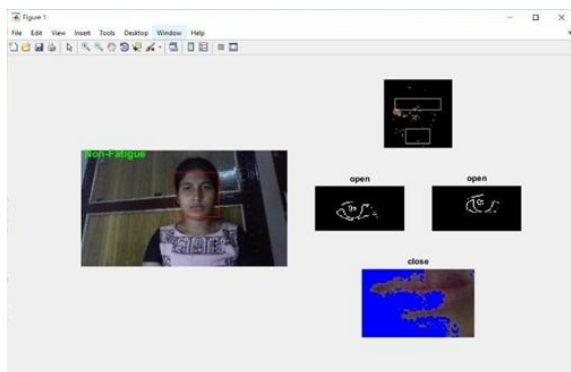 Figure 1
File Edit View Insert Tools Desktop Window Help
Non-Fatigue
open
open
close